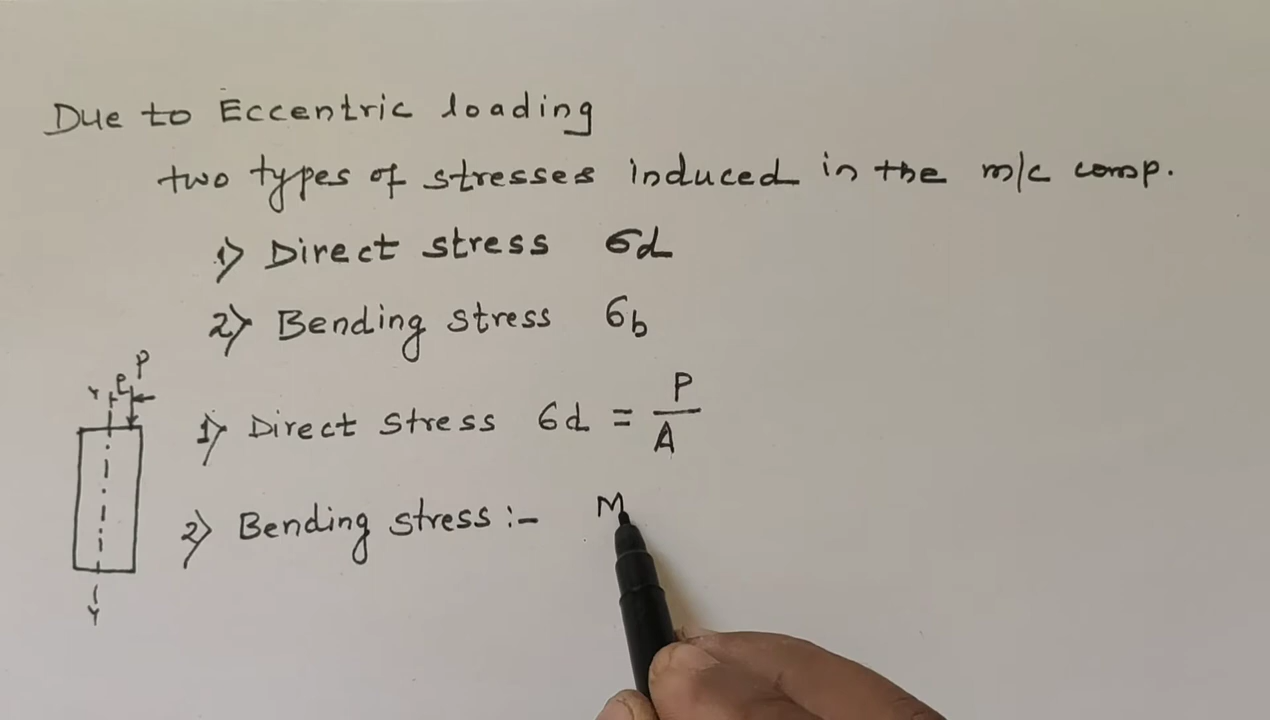 Due to Eccentric loading
two types of stresses induced in the m/c comp.
1) Direct stress σd
2) Bending stress σb
P
Y e
1) Direct stress σd = P/A
2) Bending stress :- M
Y